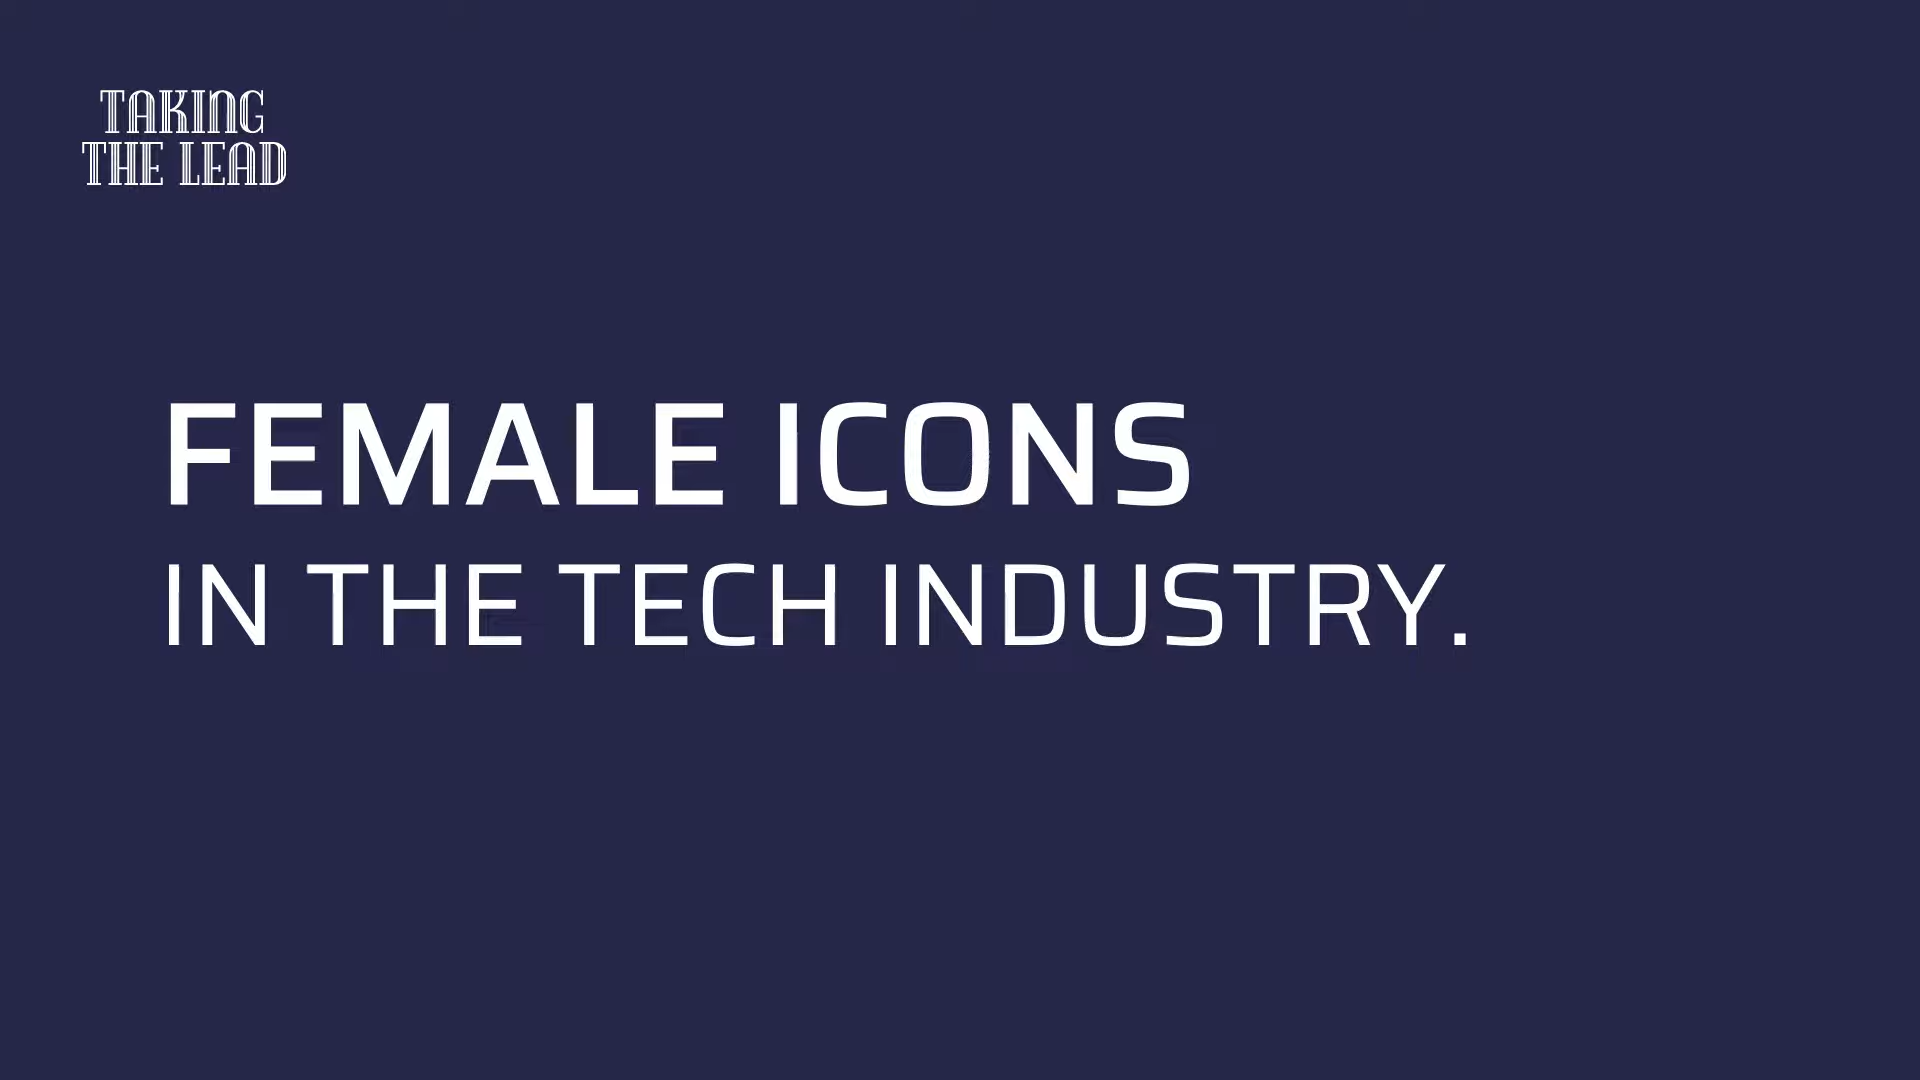 TAKING
THE LEAD
FEMALE ICONS
IN THE TECH INDUSTRY.